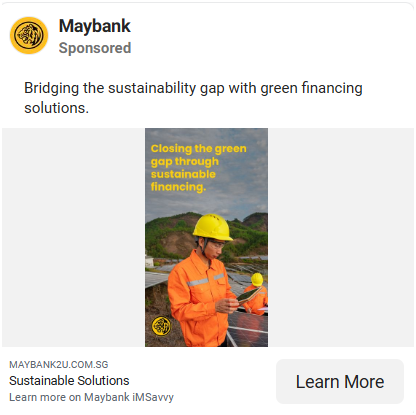 Maybank
Sponsored
Bridging the sustainability gap with green financing
solutions.
Closing the green
gap through
sustainable
financing.
MAYBANK2U.COM.SG
Sustainable Solutions
Learn more on Maybank iMSavvy
Learn More